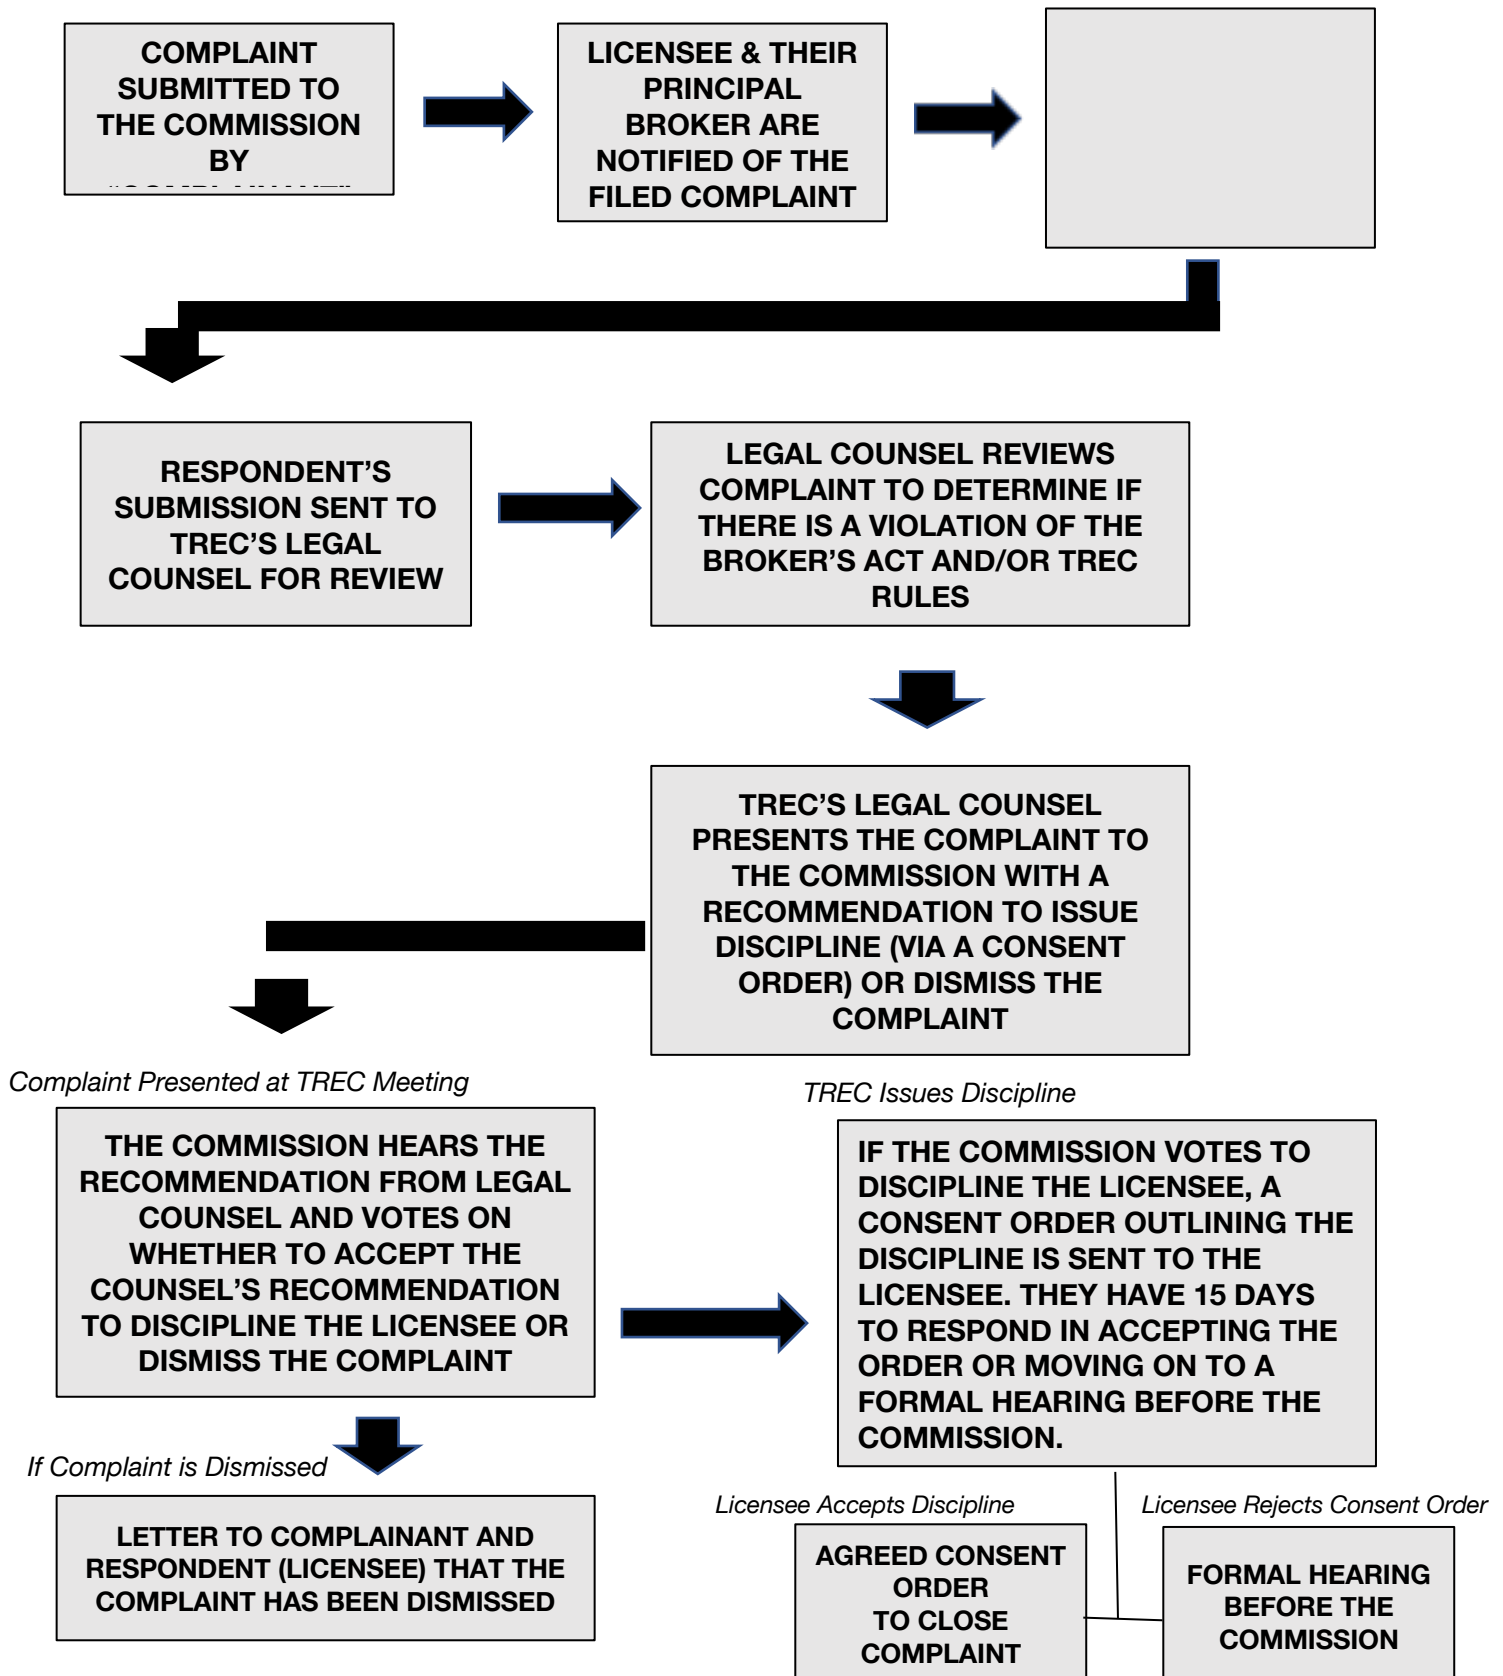 COMPLAINT
SUBMITTED TO
THE COMMISSION
BY
LICENSEE & THEIR
PRINCIPAL
BROKER ARE
NOTIFIED OF THE
FILED COMPLAINT
RESPONDENT’S
SUBMISSION SENT TO
TREC’S LEGAL
COUNSEL FOR REVIEW
LEGAL COUNSEL REVIEWS
COMPLAINT TO DETERMINE IF
THERE IS A VIOLATION OF THE
BROKER’S ACT AND/OR TREC
RULES
TREC’S LEGAL COUNSEL
PRESENTS THE COMPLAINT TO
THE COMMISSION WITH A
RECOMMENDATION TO ISSUE
DISCIPLINE (VIA A CONSENT
ORDER) OR DISMISS THE
COMPLAINT
Complaint Presented at TREC Meeting
THE COMMISSION HEARS THE
RECOMMENDATION FROM LEGAL
COUNSEL AND VOTES ON
WHETHER TO ACCEPT THE
COUNSEL’S RECOMMENDATION
TO DISCIPLINE THE LICENSEE OR
DISMISS THE COMPLAINT
TREC Issues Discipline
IF THE COMMISSION VOTES TO
DISCIPLINE THE LICENSEE, A
CONSENT ORDER OUTLINING THE
DISCIPLINE IS SENT TO THE
LICENSEE. THEY HAVE 15 DAYS
TO RESPOND IN ACCEPTING THE
ORDER OR MOVING ON TO A
FORMAL HEARING BEFORE THE
COMMISSION.
If Complaint is Dismissed
LETTER TO COMPLAINANT AND
RESPONDENT (LICENSEE) THAT THE
COMPLAINT HAS BEEN DISMISSED
Licensee Accepts Discipline
AGREED CONSENT
ORDER
TO CLOSE
COMPLAINT
Licensee Rejects Consent Order
FORMAL HEARING
BEFORE THE
COMMISSION